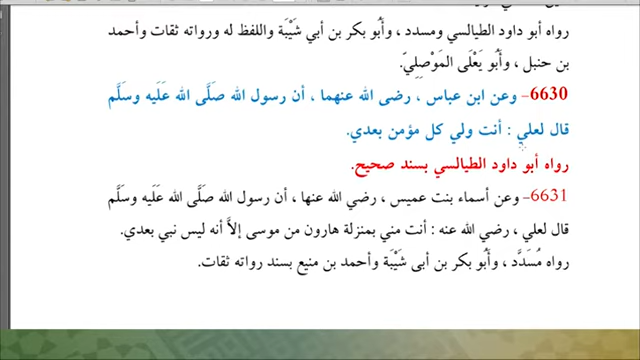 رواه أبو داود الطيالسي ومسدد ، وأَبُو بكر بن أبي شَيْبَة واللفظ له ورواته ثقات وأحمد
بن حنبل ، وأَبُو يَعْلَى المَوْصِلِيّ.
6630- وعن ابن عباس ، رضى الله عنهما ، أن رسول الله صَلَّى الله عَلَيه وسَلَّم
قال لعلي : أنت ولي كل مؤمن بعدي.
رواه أبو داود الطيالسي بسند صحيح.
6631- وعن أسماء بنت عميس ، رضي الله عنها ، أن رسول الله صَلَّى الله عَلَيه وسَلَّم
قال لعلي ، رضي الله عنه : أنت مني بمنزلة هارون من موسى إلاَّ أنه ليس نبي بعدي.
رواه مُسَدَّد ، وأَبُو بكر بن أبى شَيْبَة وأحمد بن منيع بسند رواته ثقات.